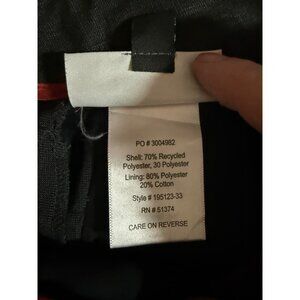 PO # 3004982
Shell: 70% Recycled
Polyester, 30 Polyester
Lining: 80% Polyester
20% Cotton
Style # 195123-33
RN # 51374
CARE ON REVERSE